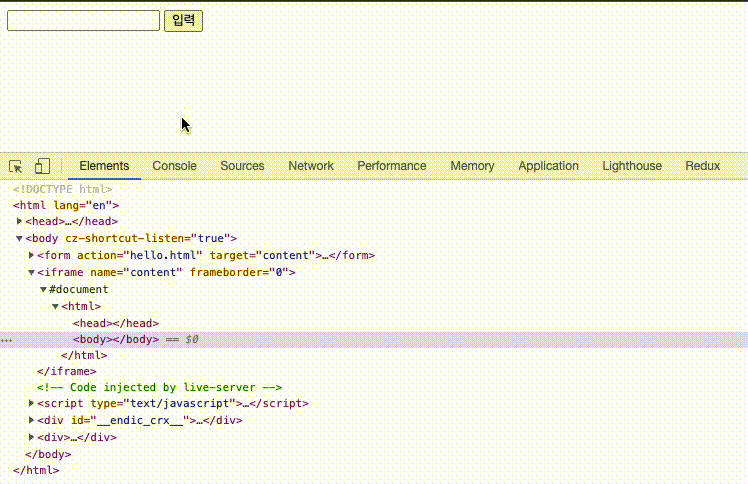 입력
Elements Console Sources Network Performance Memory Application Lighthouse Redux
<!DOCTYPE html>
<html lang="en">
<head>…</head>
<body cz-shortcut-listen="true">
<form action="hello.html" target="content">…</form>
<iframe name="content" frameborder="0">
#document
<html>
<head></head>
<body></body> == $0
</html>
</iframe>
<!-- Code injected by live-server -->
<script type="text/javascript">…</script>
<div id="__endic_crx__">…</div>
<div>…</div>
</body>
</html>